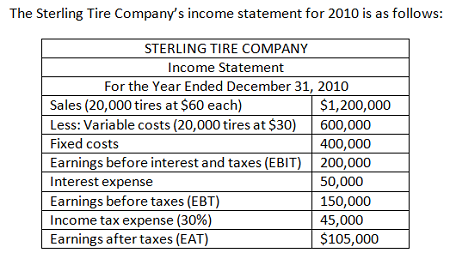 The Sterling Tire Company's income statement for 2010 is as follows:
STERLING TIRE COMPANY
Income Statement
For the Year Ended December 31, 2010
Sales (20,000 tires at $60 each) $1,200,000
Less: Variable costs (20,000 tires at $30) 600,000
Fixed costs 400,000
Earnings before interest and taxes (EBIT) 200,000
Interest expense 50,000
Earnings before taxes (EBT) 150,000
Income tax expense (30%) 45,000
Earnings after taxes (EAT) $105,000